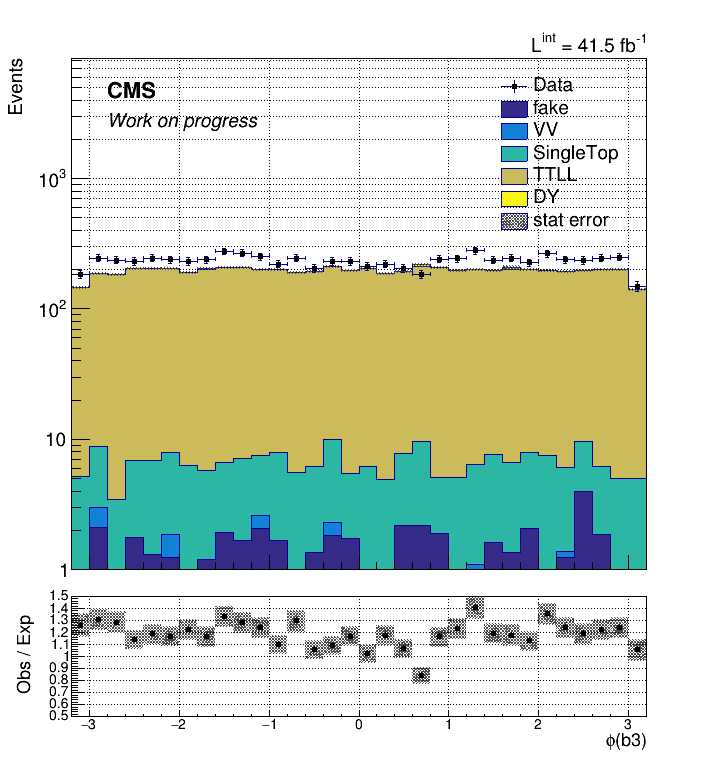 L^int = 41.5 fb^-1
Events
CMS
Work on progress
Data
fake
VV
SingleTop
TTLL
DY
stat error
10^3
10^2
10
1
Obs / Exp
1.5
1.4
1.3
1.2
1.1
1
0.9
0.8
0.7
0.6
0.5
−3 −2 −1 0 1 2 3
ϕ(b3)